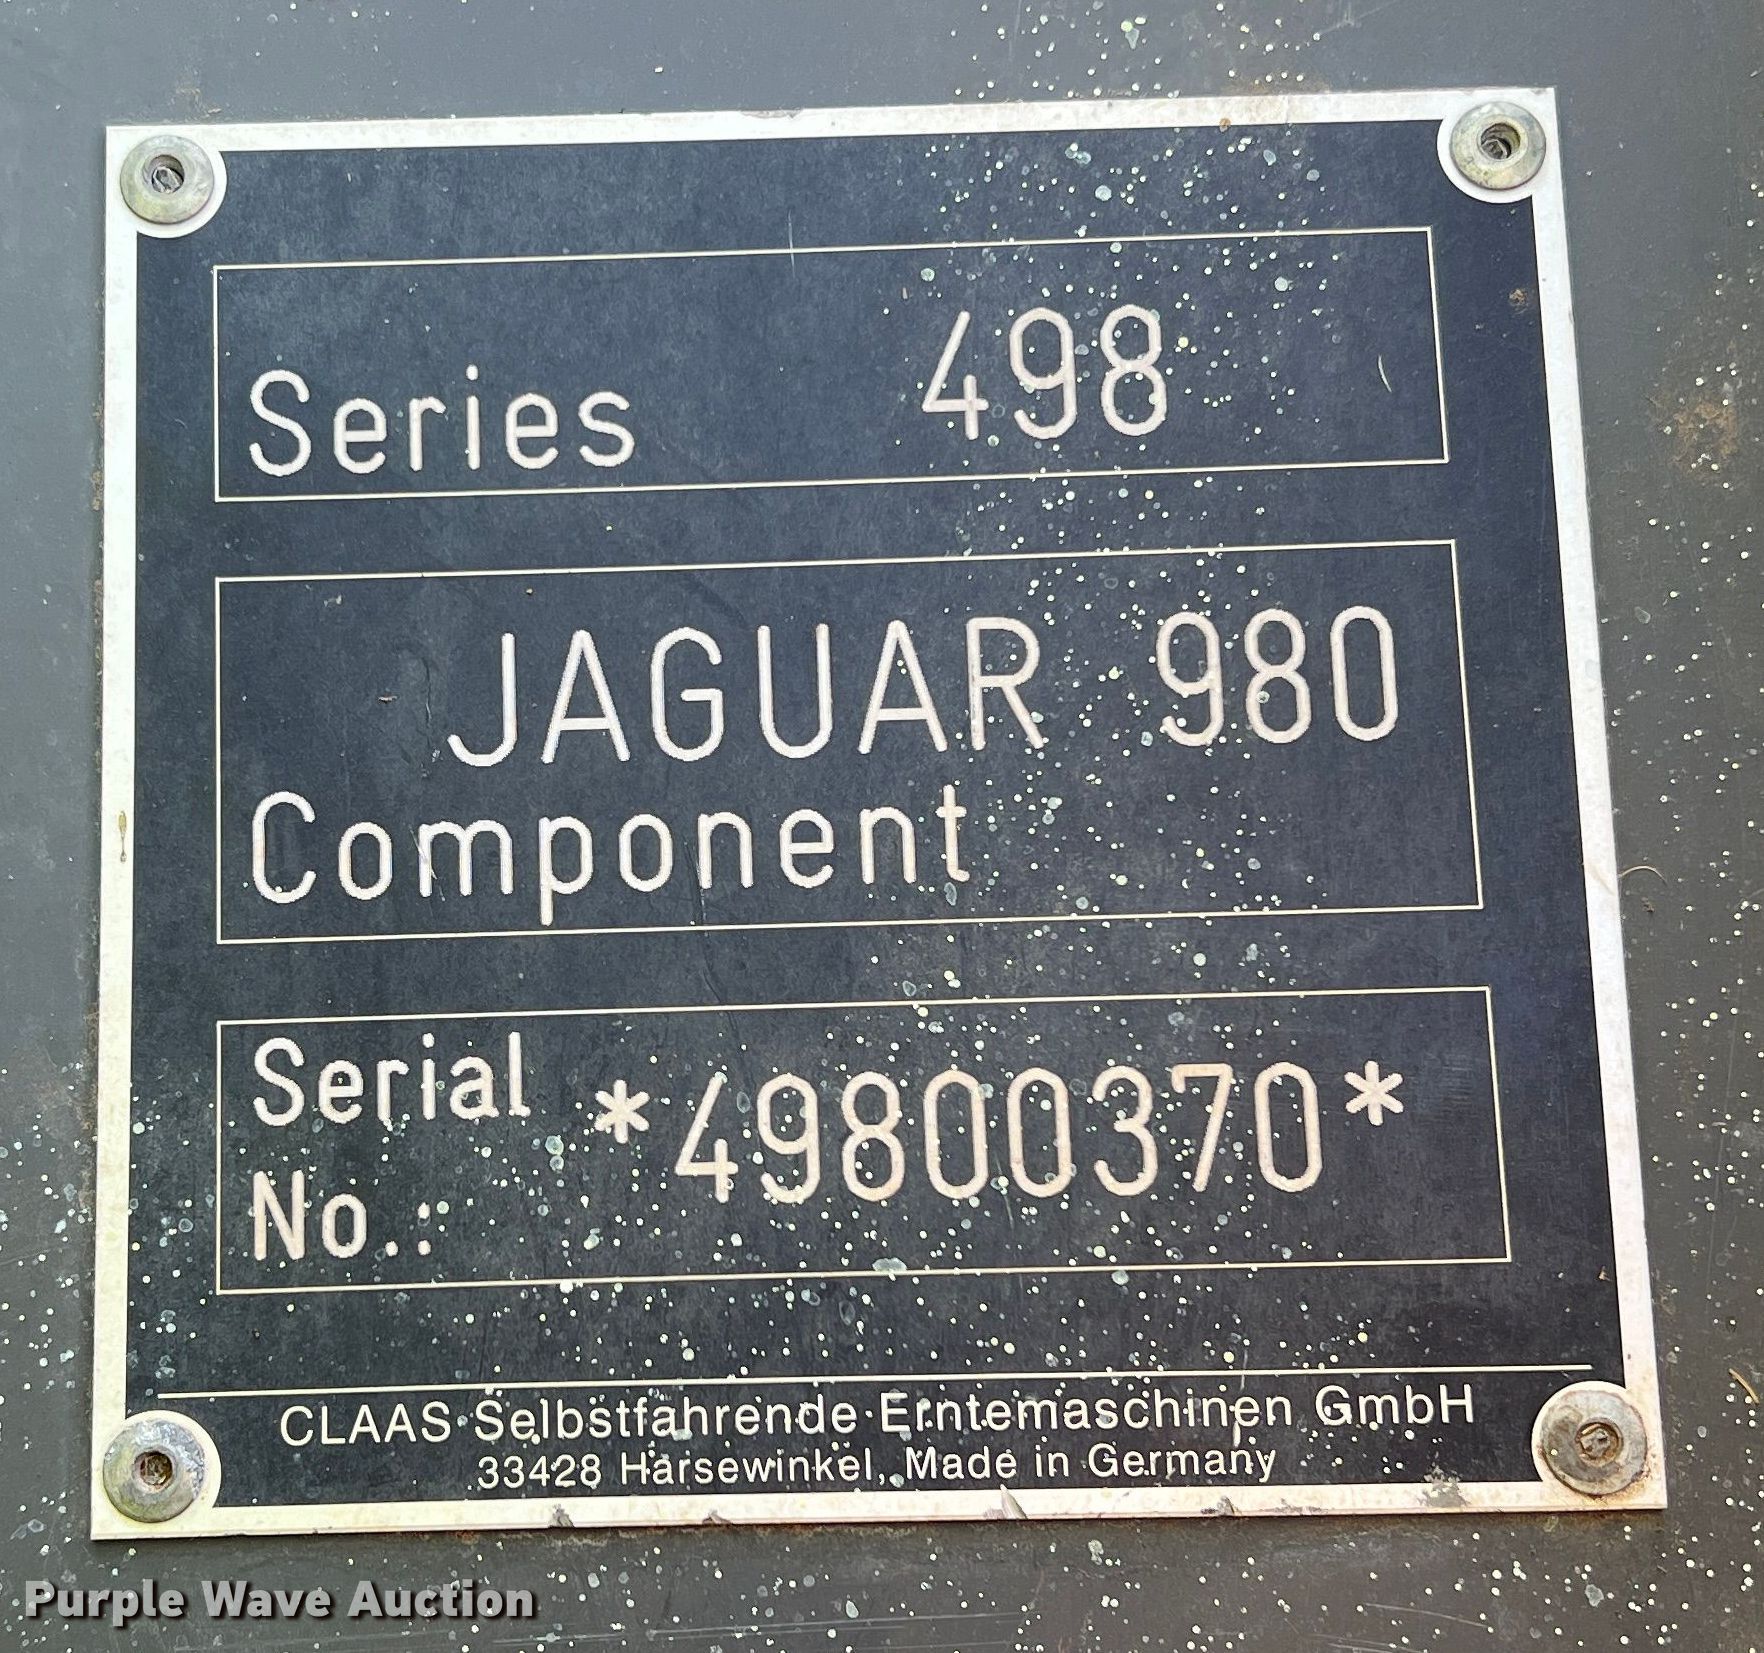 Series 498
JAGUAR 980
Component
Serial
No.: *49800370*
CLAAS Selbstfahrende Erntemaschinen GmbH
33428 Harsewinkel, Made in Germany
Purple Wave Auction